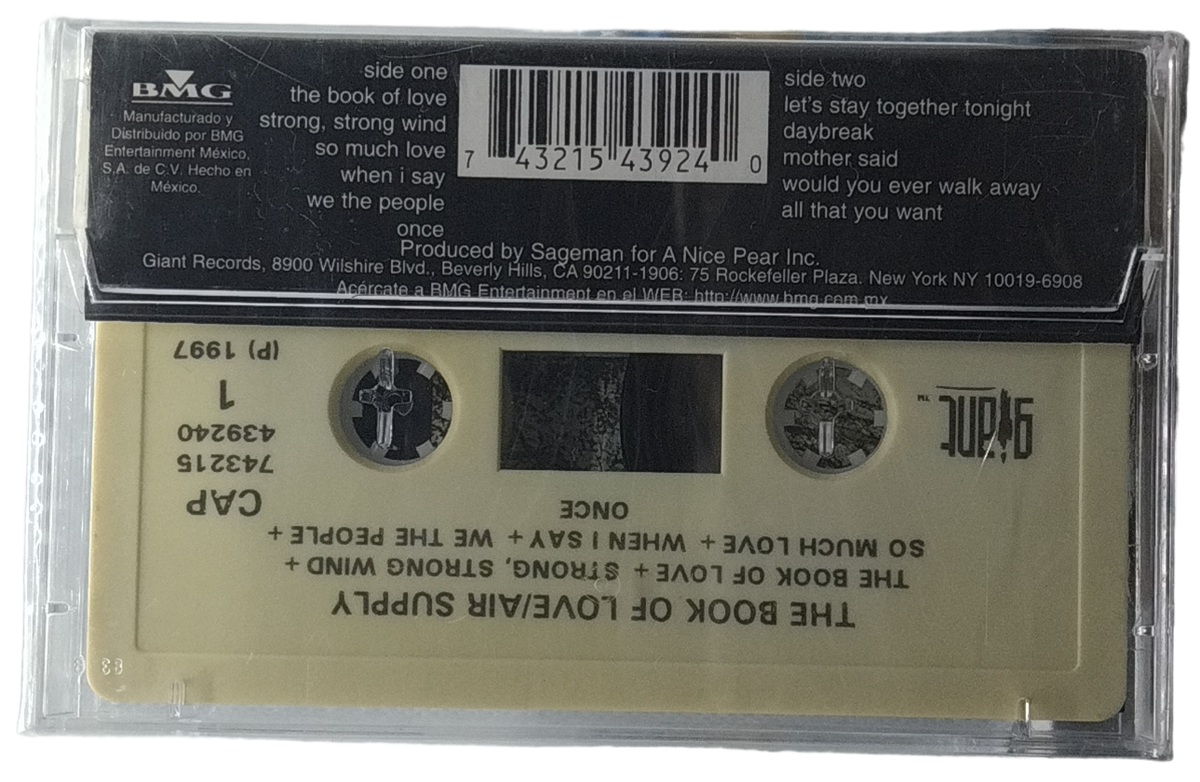 BMG
Manufacturado y
Distribuido por BMG
Entertainment México,
S.A. de C.V. Hecho en
México.
side one
the book of love
strong, strong wind
so much love
when i say
we the people
once
7 43215 43924 0
side two
let's stay together tonight
daybreak
mother said
would you ever walk away
all that you want
Produced by Sageman for A Nice Pear Inc.
Giant Records, 8900 Wilshire Blvd., Beverly Hills, CA 90211-1906: 75 Rockefeller Plaza. New York NY 10019-6908
Acércate a BMG Entertainment en el WEB: http://www.bmg.com.mx
THE BOOK OF LOVE/AIR SUPPLY
THE BOOK OF LOVE + STRONG, STRONG WIND +
SO MUCH LOVE + WHEN I SAY + WE THE PEOPLE +
ONCE
CAP
743215
439240
1
(P) 1997
giant ™
83